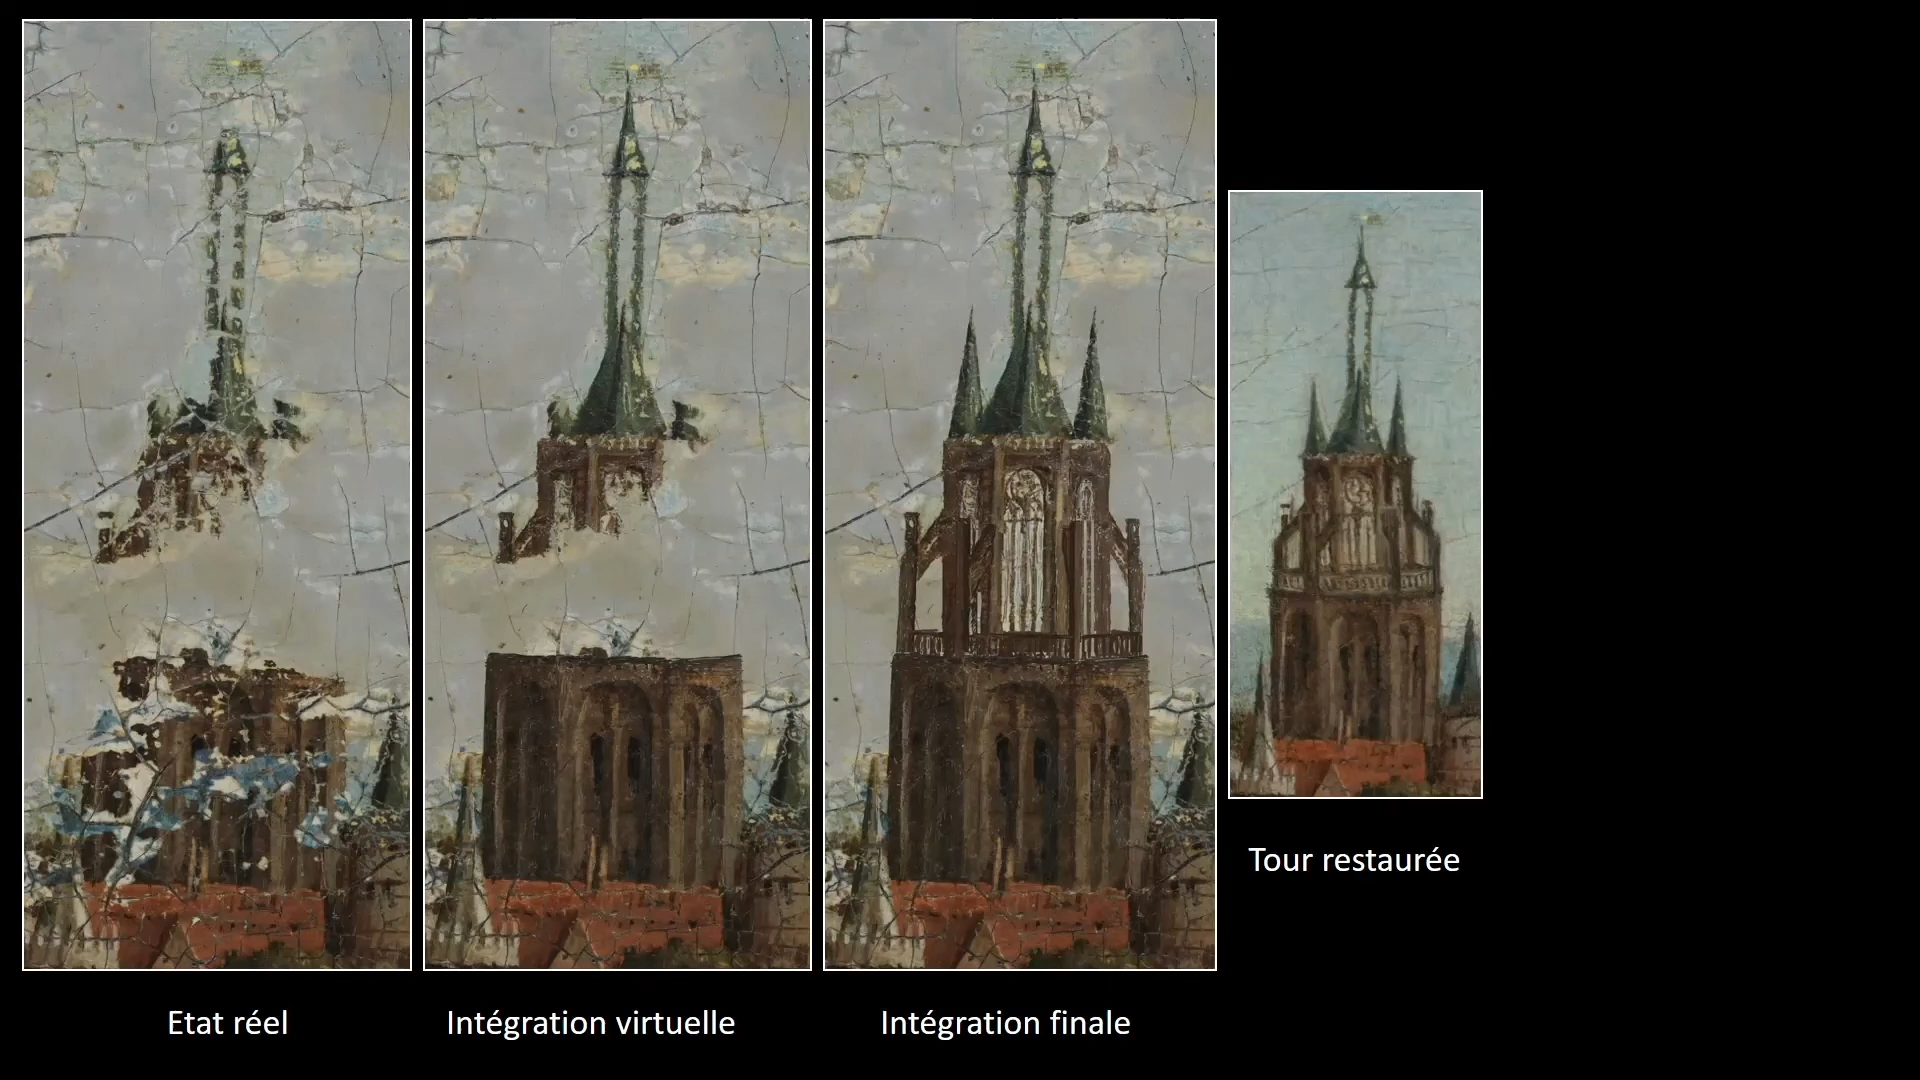 Etat réel
Intégration virtuelle
Intégration finale
Tour restaurée